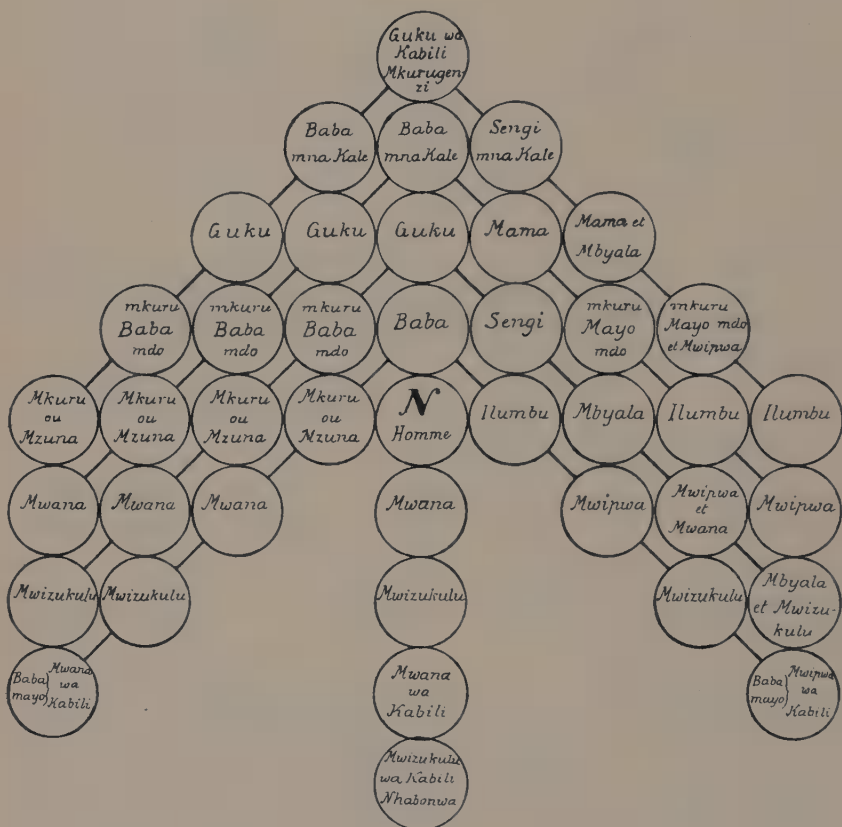 Guku wa
Kabili
Mkurugen-
zi
Baba
mna Kale
Baba
mna Kale
Sengi
mna Kale
Guku
Guku
Guku
Mama
Mama et
Mbyala
mkuru
Baba
mdo
mkuru
Baba
mdo
mkuru
Baba
mdo
Baba
Sengi
mkuru
Mayo
mdo
mkuru
Mayo mdo
et Mwipwa
Mkuru
ou
Mzuna
Mkuru
ou
Mzuna
Mkuru
ou
Mzuna
Mkuru
ou
Mzuna
N
Homme
Ilumbu
Mbyala
Ilumbu
Ilumbu
Mwana
Mwana
Mwana
Mwana
Mwipwa
Mwipwa
et
Mwana
Mwipwa
Mwizukulu
Mwizukulu
Mwizukulu
Mwizukulu
Mbyala
et Mwizu-
kulu
Baba
mayo
} Mwana
wa
Kabili
Mwana
wa
Kabili
Baba
mayo
} Mwipwa
wa
Kabili
Mwizukulu
wa Kabili
Nhabonwa